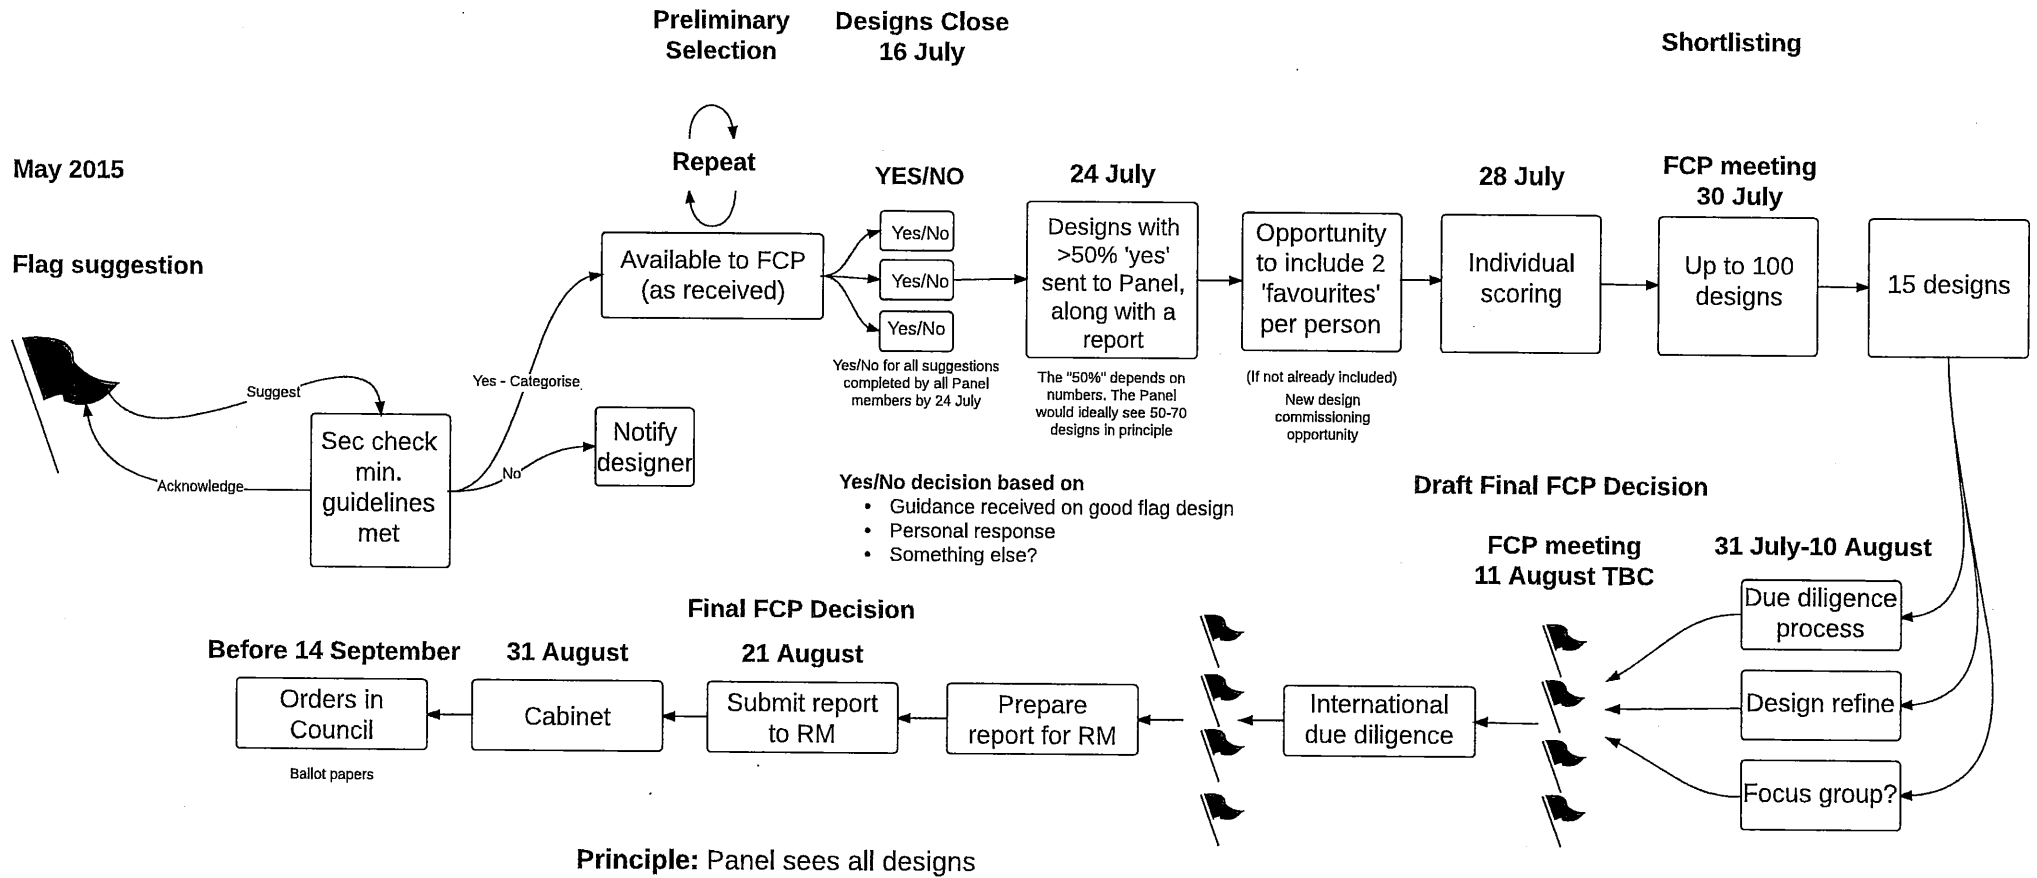 Preliminary
Selection
Designs Close
16 July
Shortlisting
May 2015
Repeat
YES/NO
24 July
28 July
FCP meeting
30 July
Flag suggestion
Available to FCP
(as received)
Yes/No
Yes/No
Yes/No
Yes/No for all suggestions
completed by all Panel
members by 24 July
Designs with
>50% 'yes'
sent to Panel,
along with a
report
The "50%" depends on
numbers. The Panel
would ideally see 50-70
designs in principle
Opportunity
to include 2
'favourites'
per person
(If not already included)
New design
commissioning
opportunity
Individual
scoring
Up to 100
designs
15 designs
Suggest
Acknowledge
Sec check
min.
guidelines
met
Yes - Categorise
No
Notify
designer
Yes/No decision based on
• Guidance received on good flag design
• Personal response
• Something else?
Draft Final FCP Decision
FCP meeting
11 August TBC
31 July-10 August
Due diligence
process
Design refine
Focus group?
Final FCP Decision
Before 14 September
31 August
21 August
Orders in
Council
Ballot papers
Cabinet
Submit report
to RM
Prepare
report for RM
International
due diligence
Principle: Panel sees all designs